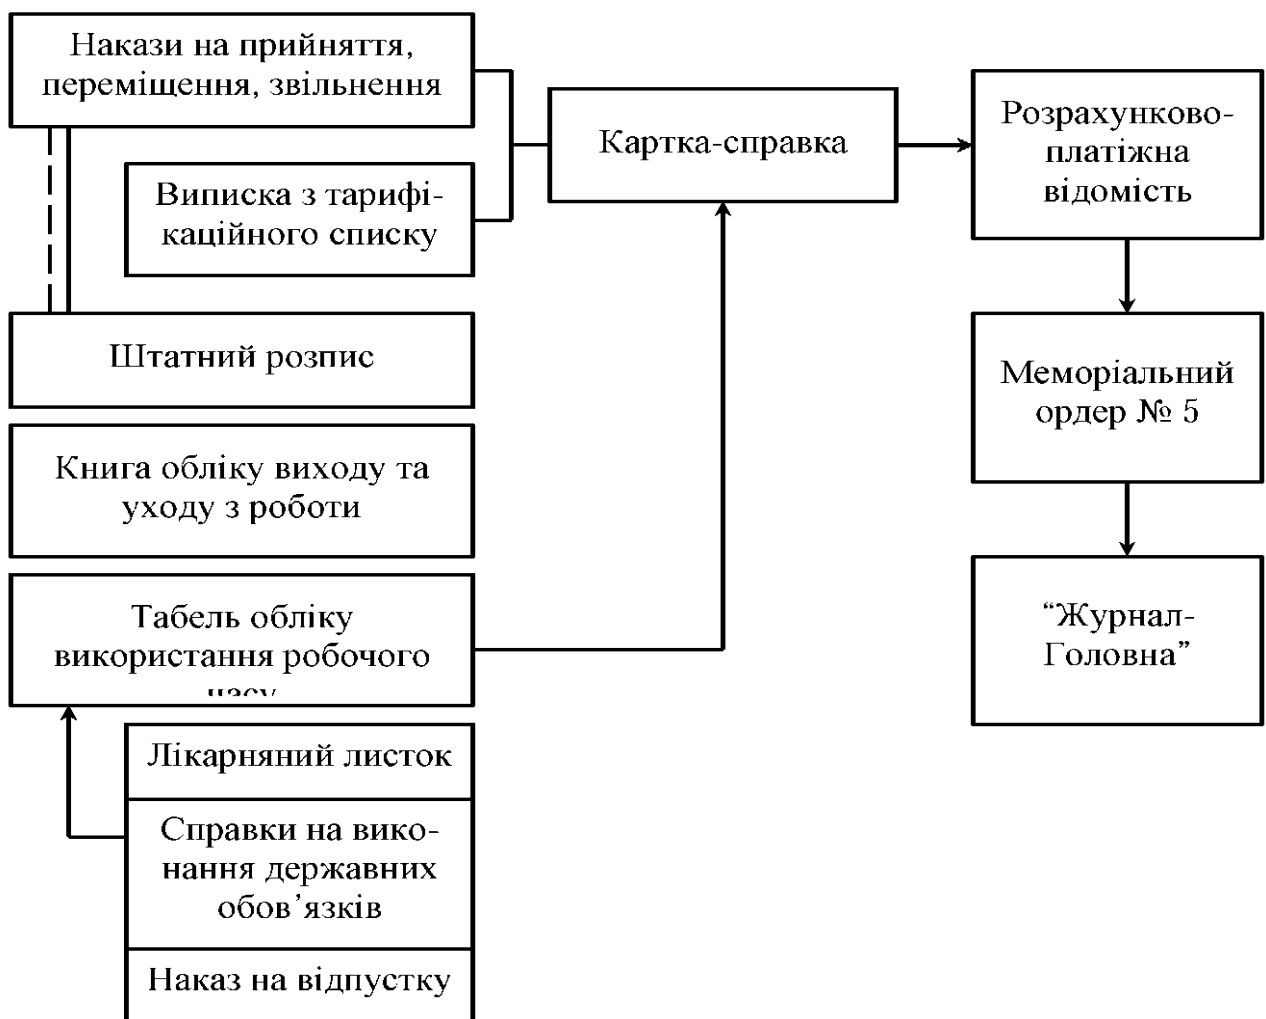 Накази на прийняття,
переміщення, звільнення
Виписка з тарифі-
каційного списку
Штатний розпис
Книга обліку виходу та
уходу з роботи
Табель обліку
використання робочого
часу
Лікарняний листок
Справки на вико-
нання державних
обов’язків
Наказ на відпустку
Картка-справка
Розрахунково-
платіжна
відомість
Меморіальний
ордер № 5
“Журнал-
Головна”